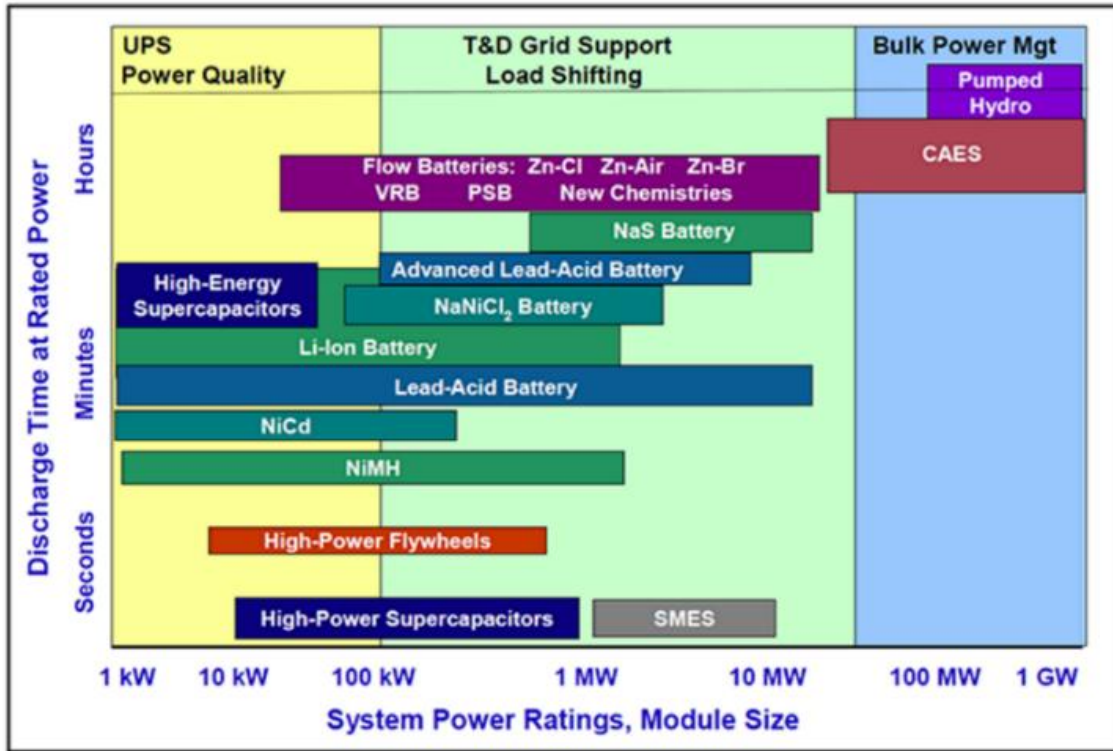 UPS
Power Quality
T&D Grid Support
Load Shifting
Bulk Power Mgt
Pumped
Hydro
CAES
Flow Batteries: Zn-Cl Zn-Air Zn-Br
VRB PSB New Chemistries
NaS Battery
Advanced Lead-Acid Battery
High-Energy
Supercapacitors
NaNiCl₂ Battery
Li-Ion Battery
Lead-Acid Battery
NiCd
NiMH
High-Power Flywheels
High-Power Supercapacitors
SMES
Discharge Time at Rated Power
Hours
Minutes
Seconds
1 kW 10 kW 100 kW 1 MW 10 MW 100 MW 1 GW
System Power Ratings, Module Size